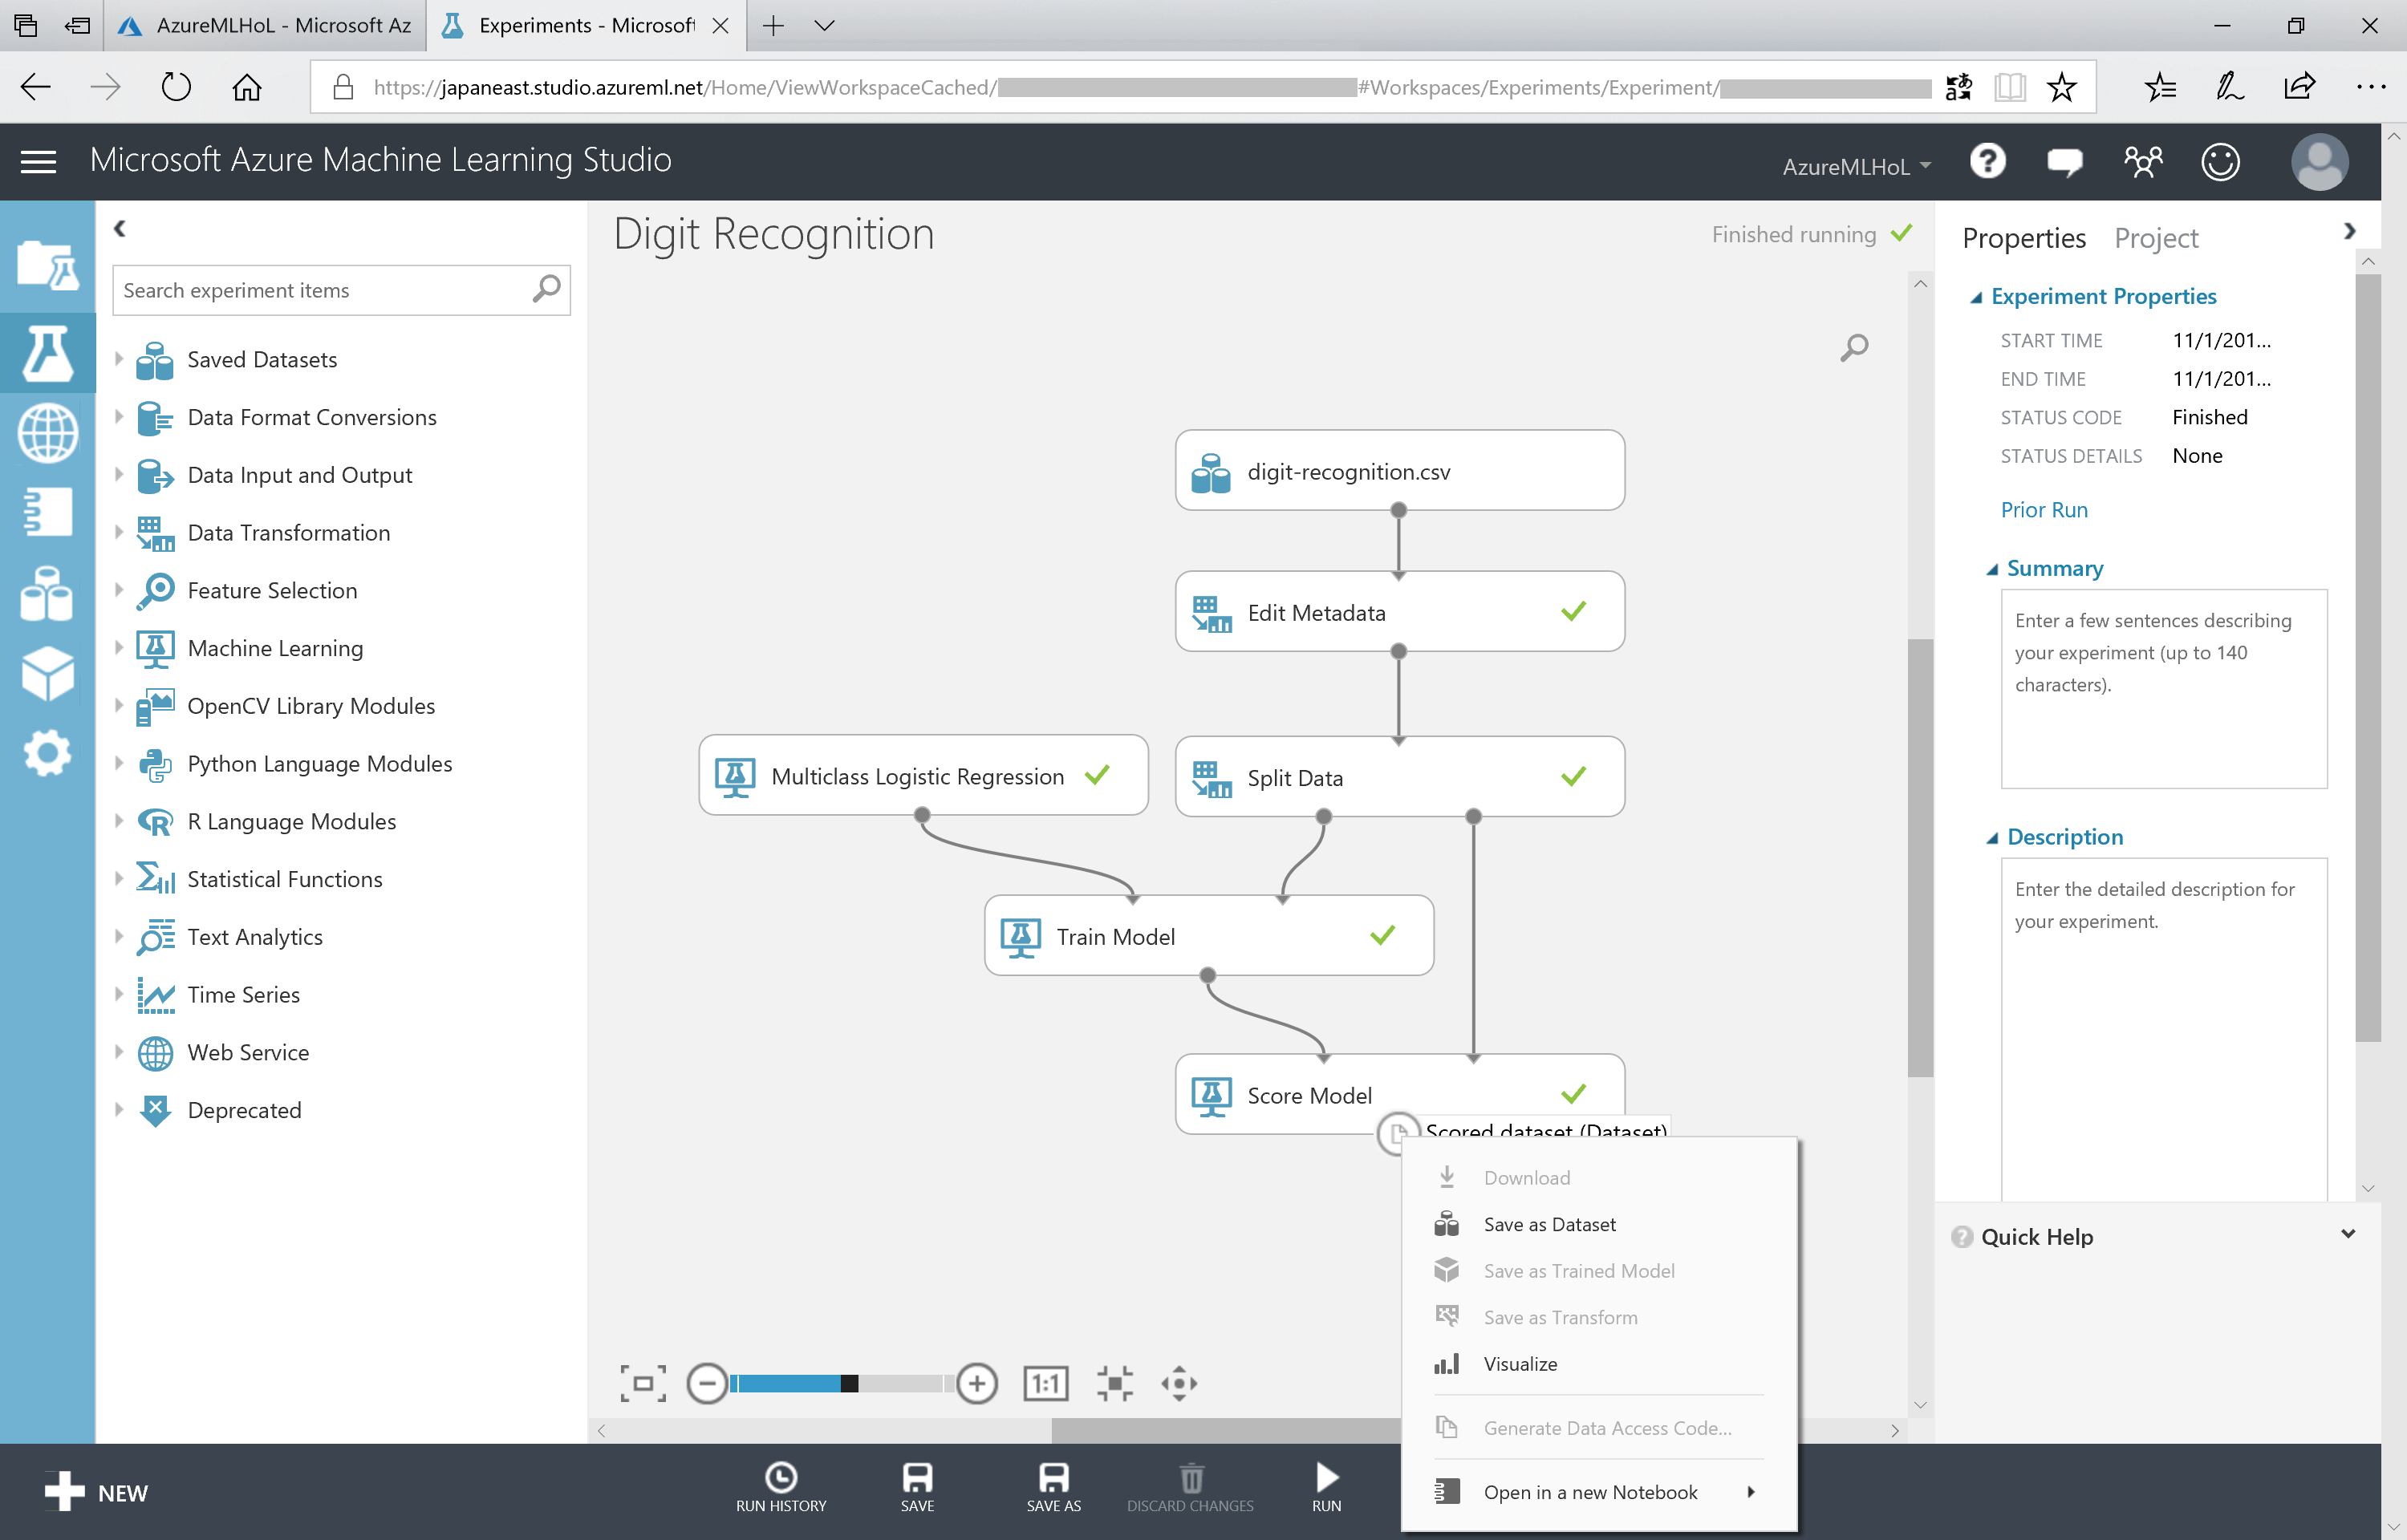 AzureMLHoL - Microsoft Az
Experiments - Microsoft
https://japaneast.studio.azureml.net/Home/ViewWorkspaceCached/
#Workspaces/Experiments/Experiment/
Microsoft Azure Machine Learning Studio
AzureMLHoL
Search experiment items
Saved Datasets
Data Format Conversions
Data Input and Output
Data Transformation
Feature Selection
Machine Learning
OpenCV Library Modules
Python Language Modules
R Language Modules
Statistical Functions
Text Analytics
Time Series
Web Service
Deprecated
Digit Recognition
Finished running
digit-recognition.csv
Edit Metadata
Multiclass Logistic Regression
Split Data
Train Model
Score Model
Scored dataset (Dataset)
Download
Save as Dataset
Save as Trained Model
Save as Transform
Visualize
Generate Data Access Code...
Open in a new Notebook
1:1
Properties
Project
Experiment Properties
START TIME 11/1/201...
END TIME 11/1/201...
STATUS CODE Finished
STATUS DETAILS None
Prior Run
Summary
Enter a few sentences describing
your experiment (up to 140
characters).
Description
Enter the detailed description for
your experiment.
Quick Help
NEW
RUN HISTORY
SAVE
SAVE AS
DISCARD CHANGES
RUN